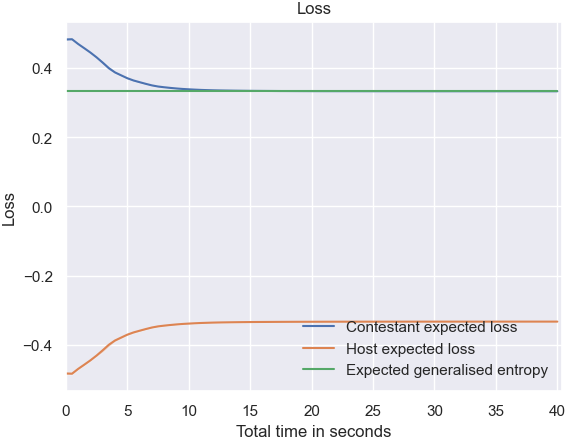 Loss
0.4
0.2
0.0
−0.2
−0.4
Loss
0 5 10 15 20 25 30 35 40
Total time in seconds
Contestant expected loss
Host expected loss
Expected generalised entropy